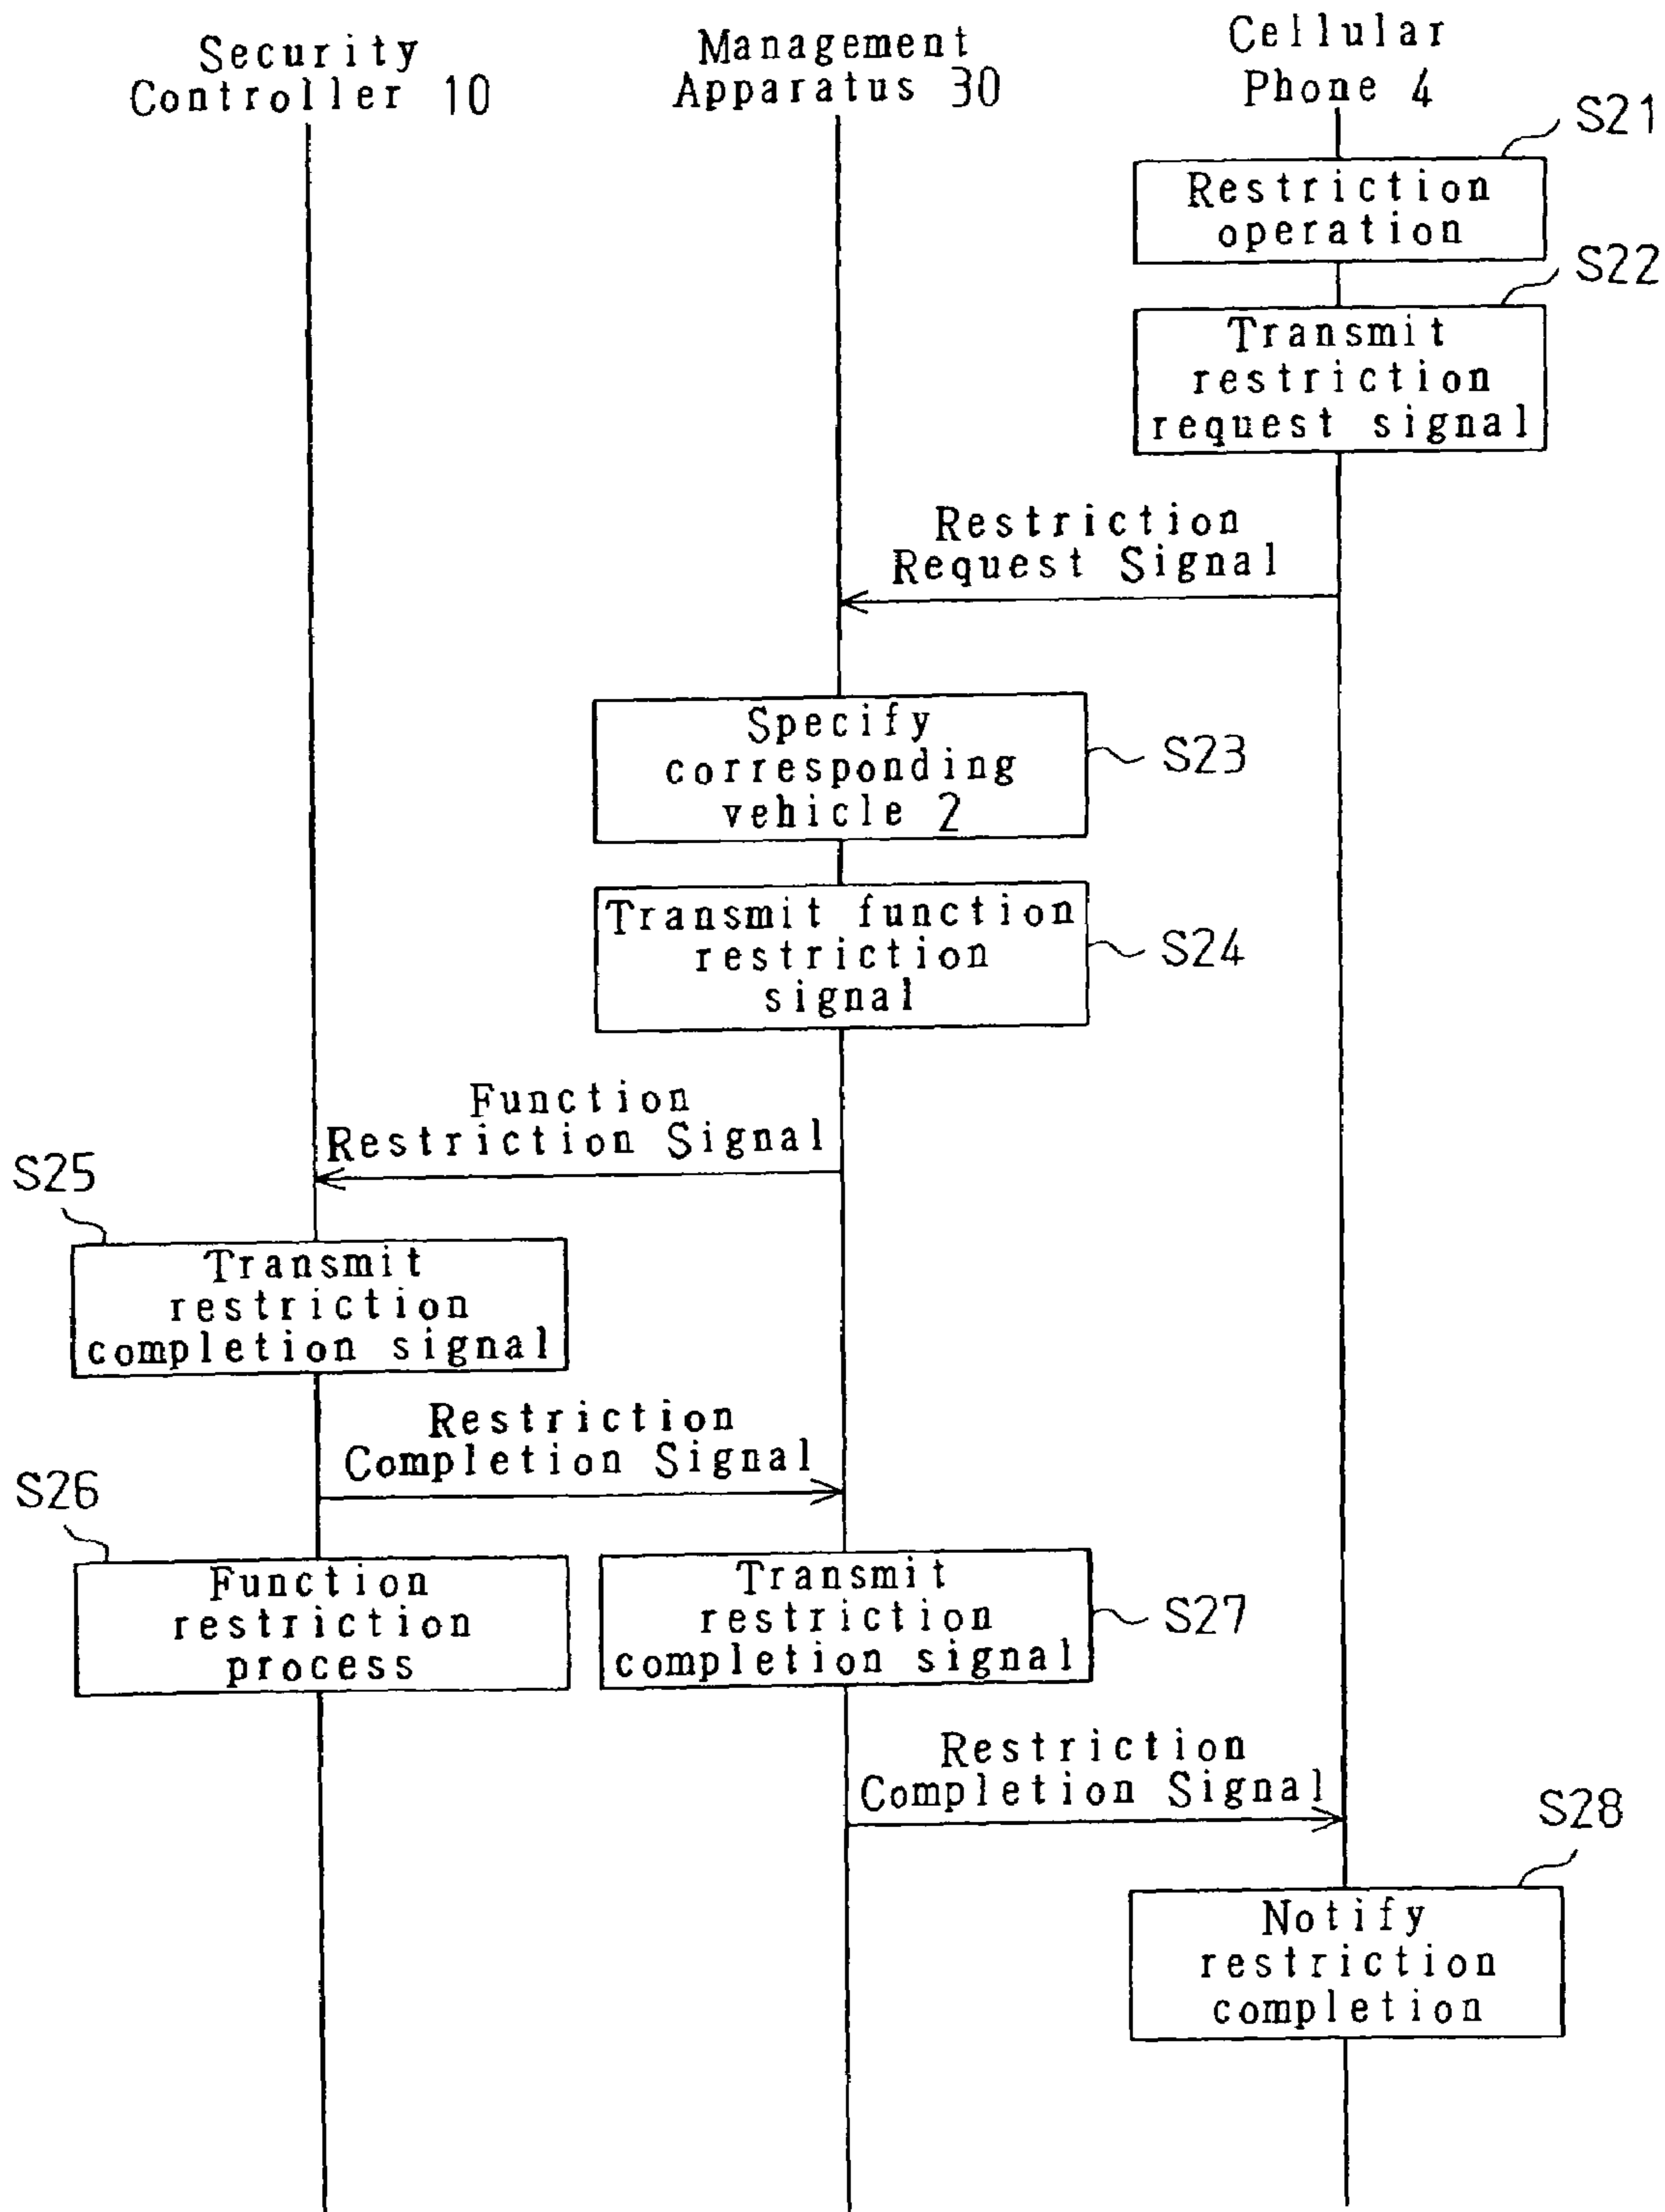 Security
Controller 10
Management
Apparatus 30
Cellular
Phone 4
S21
Restriction
operation
S22
Transmit
restriction
request signal
Restriction
Request Signal
Specify
corresponding
vehicle 2
S23
Transmit function
restriction
signal
S24
Function
Restriction Signal
S25
Transmit
restriction
completion signal
Restriction
Completion Signal
S26
Function
restriction
process
Transmit
restriction
completion signal
S27
Restriction
Completion Signal
S28
Notify
restriction
completion